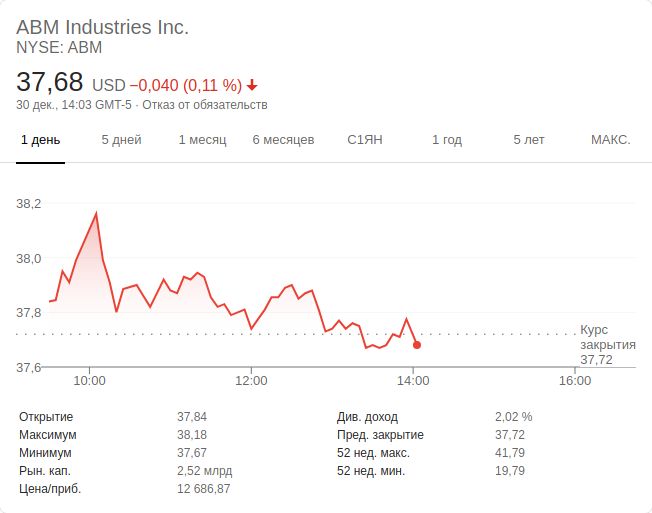 ABM Industries Inc.
NYSE: ABM
37,68 USD −0,040 (0,11 %)
30 дек., 14:03 GMT-5 · Отказ от обязательств
1 день 5 дней 1 месяц 6 месяцев С1ЯН 1 год 5 лет МАКС.
38,2
38,0
37,8
37,6
Курс
закрытия
37,72
10:00 12:00 14:00 16:00
Открытие 37,84 Див. доход 2,02 %
Максимум 38,18 Пред. закрытие 37,72
Минимум 37,67 52 нед. макс. 41,79
Рын. кап. 2,52 млрд 52 нед. мин. 19,79
Цена/приб. 12 686,87